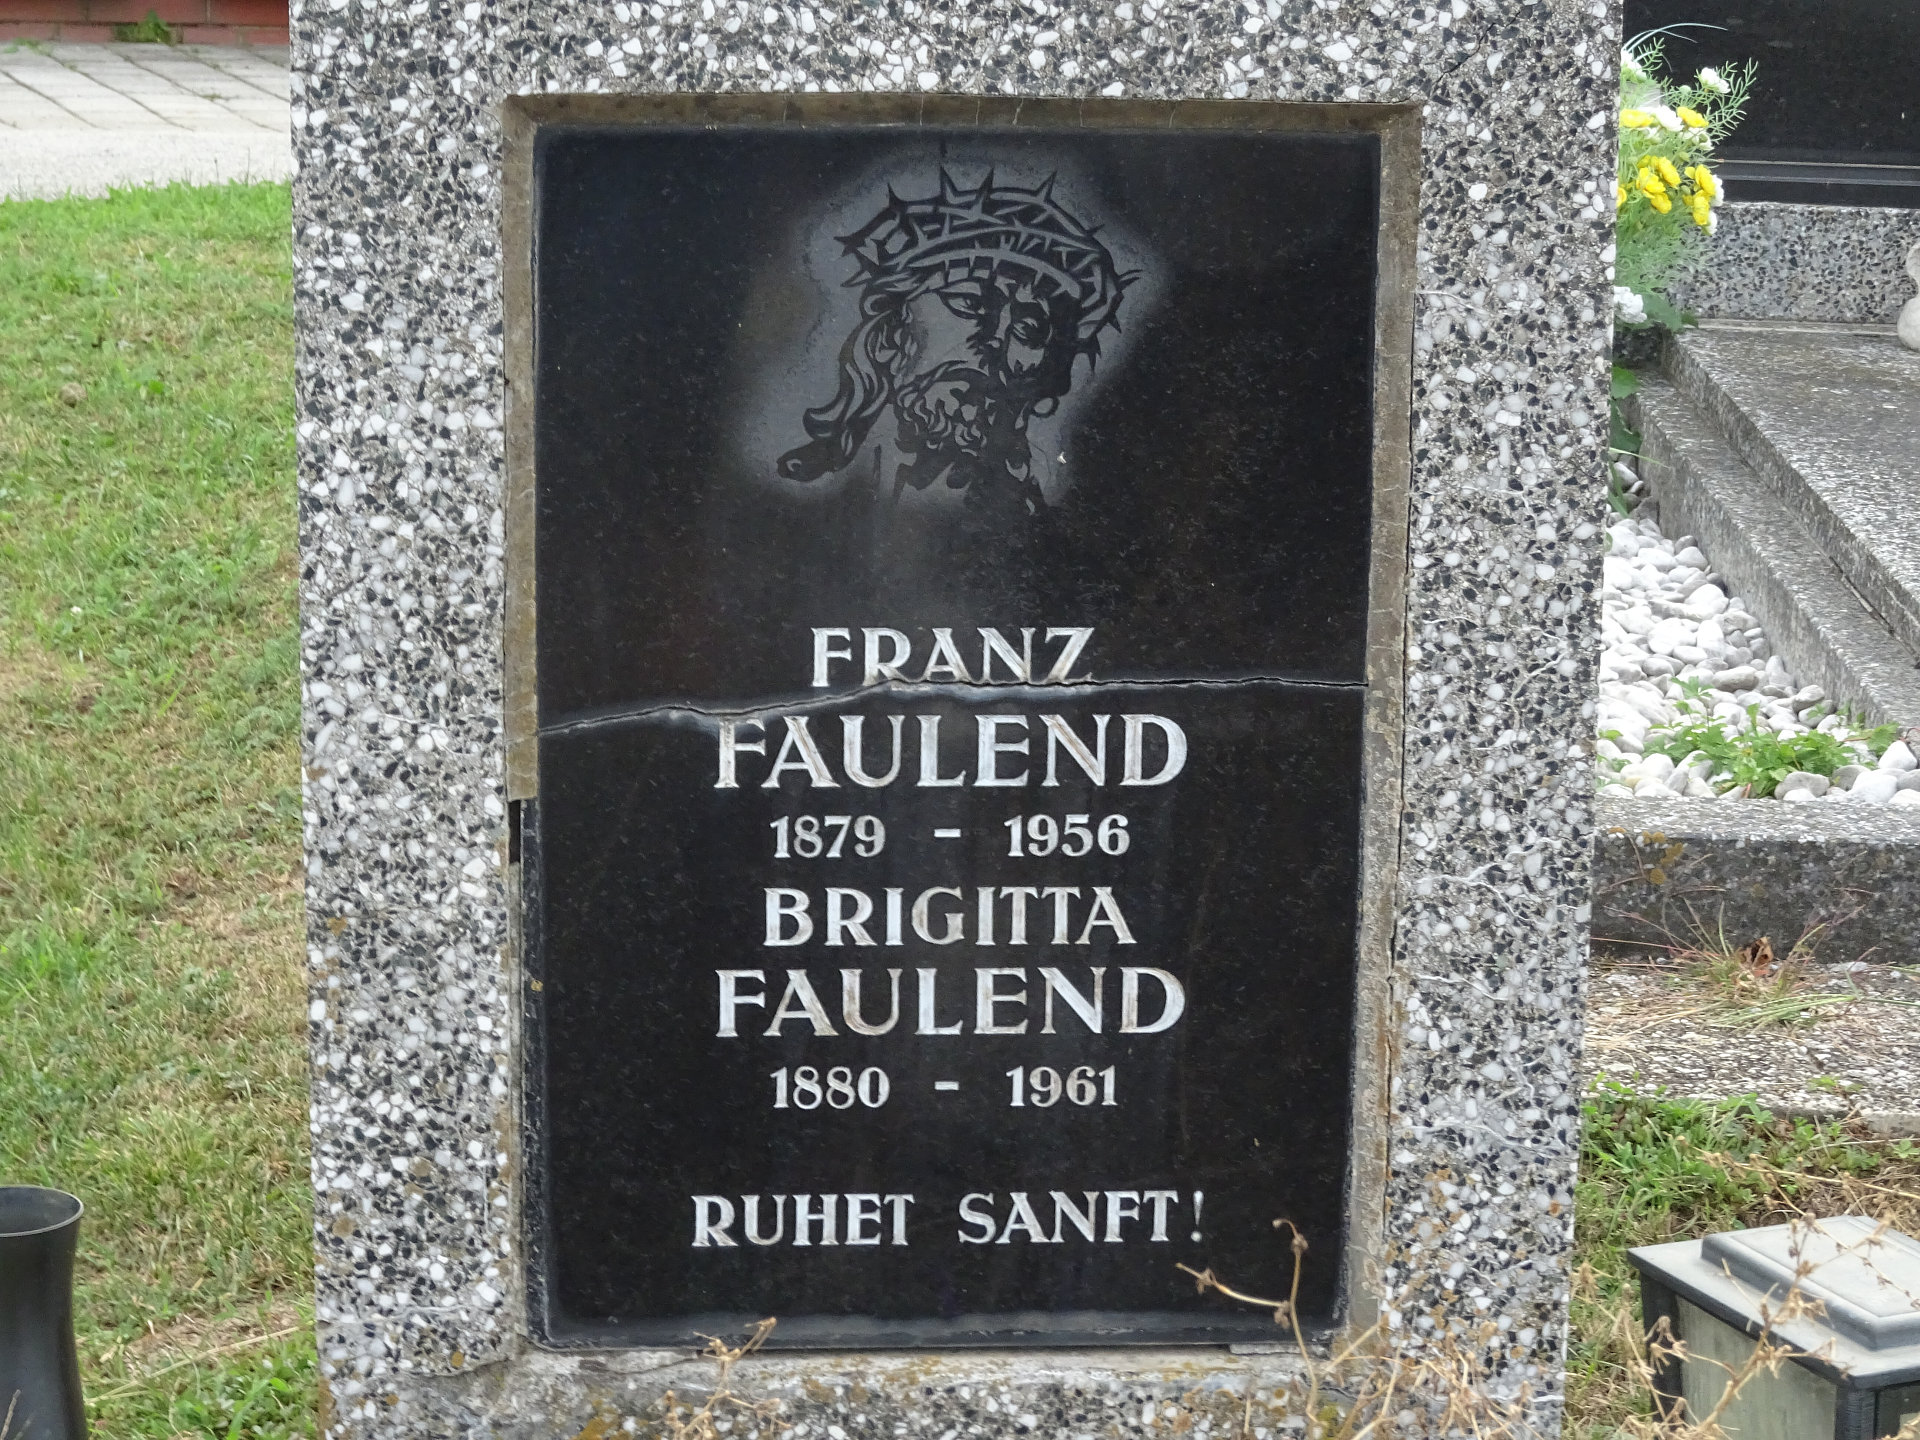 FRANZ
FAULEND
1879 - 1956
BRIGITTA
FAULEND
1880 - 1961
RUHET SANFT!